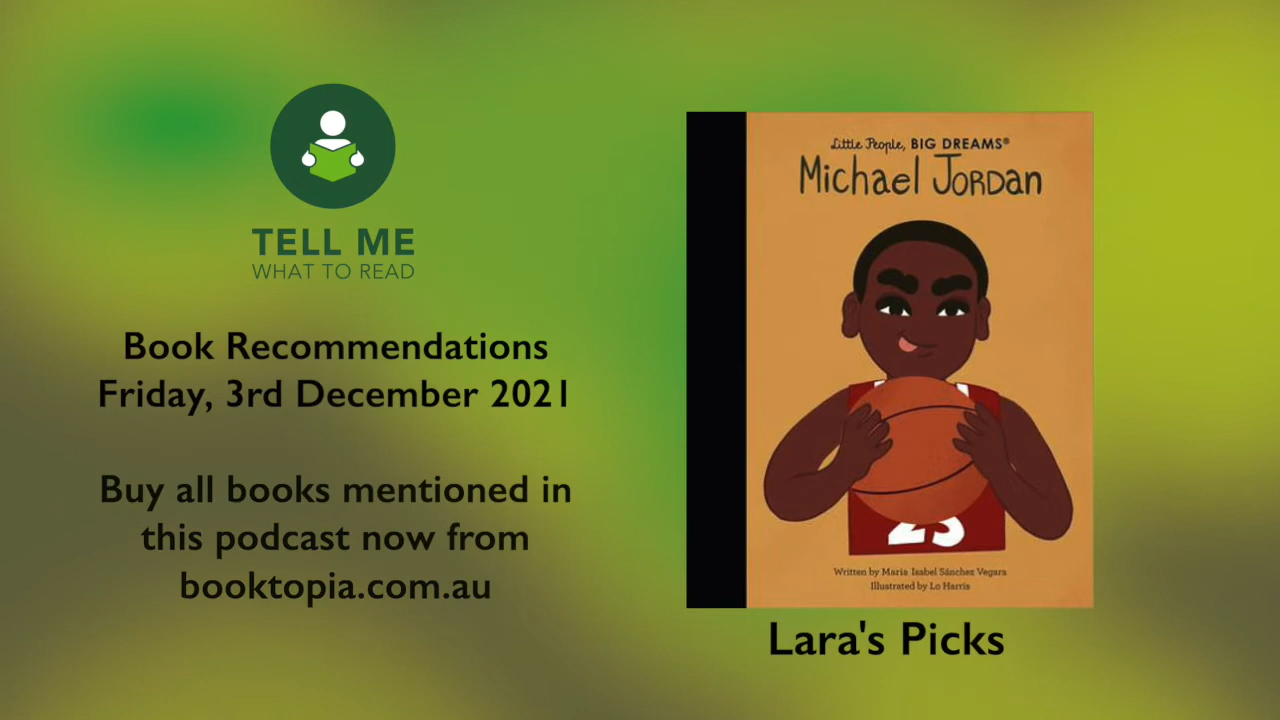 TELL ME
WHAT TO READ
Book Recommendations
Friday, 3rd December 2021
Buy all books mentioned in
this podcast now from
booktopia.com.au
Little People, BIG DREAMS®
Michael Jordan
23
Written by Maria Isabel Sánchez Vegara
Illustrated by Lo Harris
Lara's Picks